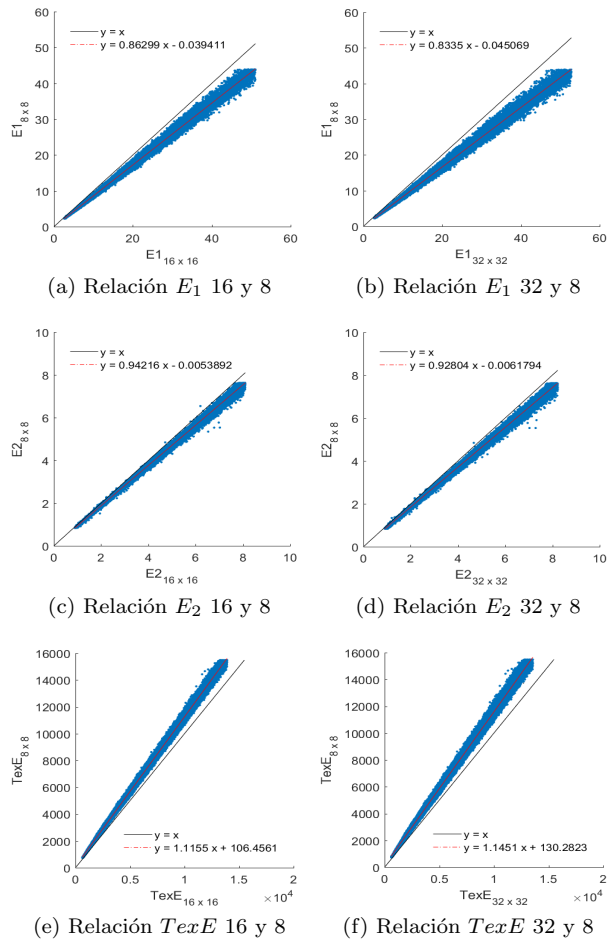 60
50
40
30
20
10
0
E1 8 x 8
y = x
y = 0.86299 x - 0.039411
0 20 40 60
E1 16 x 16
(a) Relación E1 16 y 8
60
50
40
30
20
10
0
E1 8 x 8
y = x
y = 0.8335 x - 0.045069
0 20 40 60
E1 32 x 32
(b) Relación E1 32 y 8
10
8
6
4
2
0
E2 8 x 8
y = x
y = 0.94216 x - 0.0053892
0 2 4 6 8 10
E2 16 x 16
(c) Relación E2 16 y 8
10
8
6
4
2
0
E2 8 x 8
y = x
y = 0.92804 x - 0.0061794
0 2 4 6 8 10
E2 32 x 32
(d) Relación E2 32 y 8
16000
14000
12000
10000
8000
6000
4000
2000
0
TexE 8 x 8
y = x
y = 1.1155 x + 106.4561
0 0.5 1 1.5 2
TexE 16 x 16
× 10^4
(e) Relación TexE 16 y 8
16000
14000
12000
10000
8000
6000
4000
2000
0
TexE 8 x 8
y = x
y = 1.1451 x + 130.2823
0 0.5 1 1.5 2
TexE 32 x 32
× 10^4
(f) Relación TexE 32 y 8